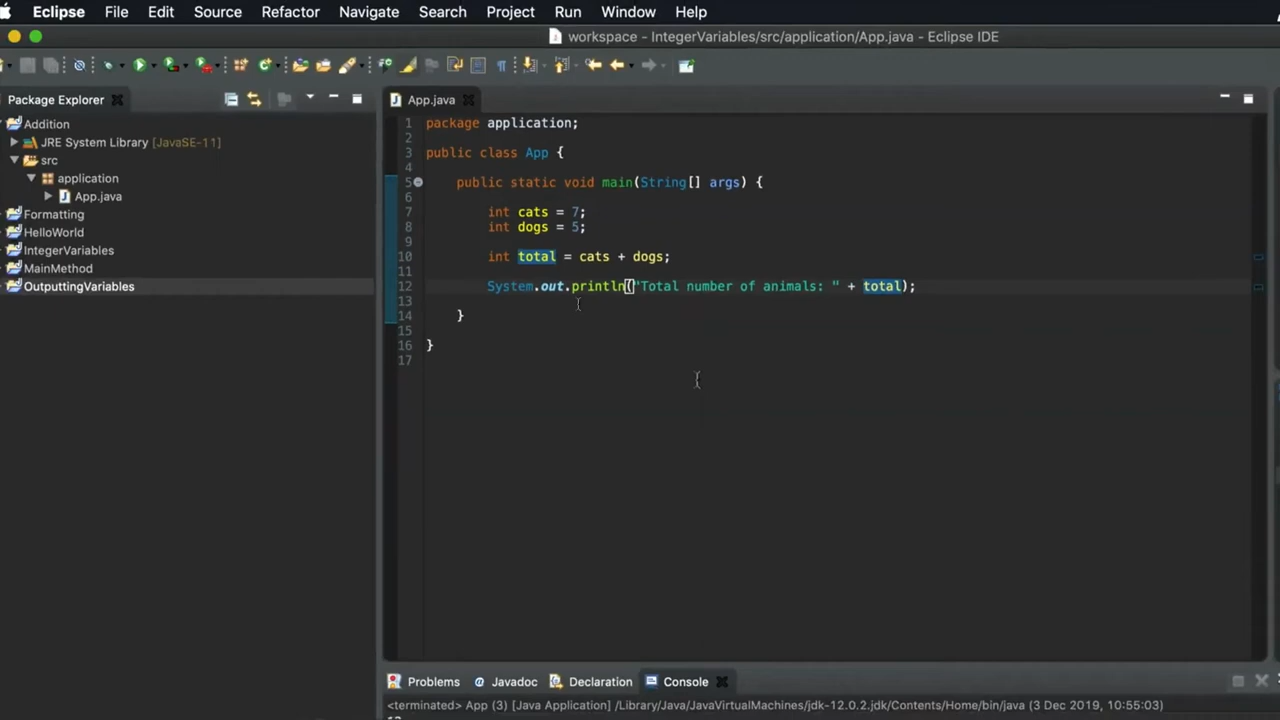 Eclipse File Edit Source Refactor Navigate Search Project Run Window Help
workspace - IntegerVariables/src/application/App.java - Eclipse IDE
Package Explorer
Addition
JRE System Library [JavaSE-11]
src
application
App.java
Formatting
HelloWorld
IntegerVariables
MainMethod
OutputtingVariables
App.java
1 package application;
2
3 public class App {
4
5 public static void main(String[] args) {
6
7 int cats = 7;
8 int dogs = 5;
9
10 int total = cats + dogs;
11
12 System.out.println("Total number of animals: " + total);
13
14 }
15
16 }
17
Problems @ Javadoc Declaration Console
<terminated> App (3) [Java Application] /Library/Java/JavaVirtualMachines/jdk-12.0.2.jdk/Contents/Home/bin/java (3 Dec 2019, 10:55:03)